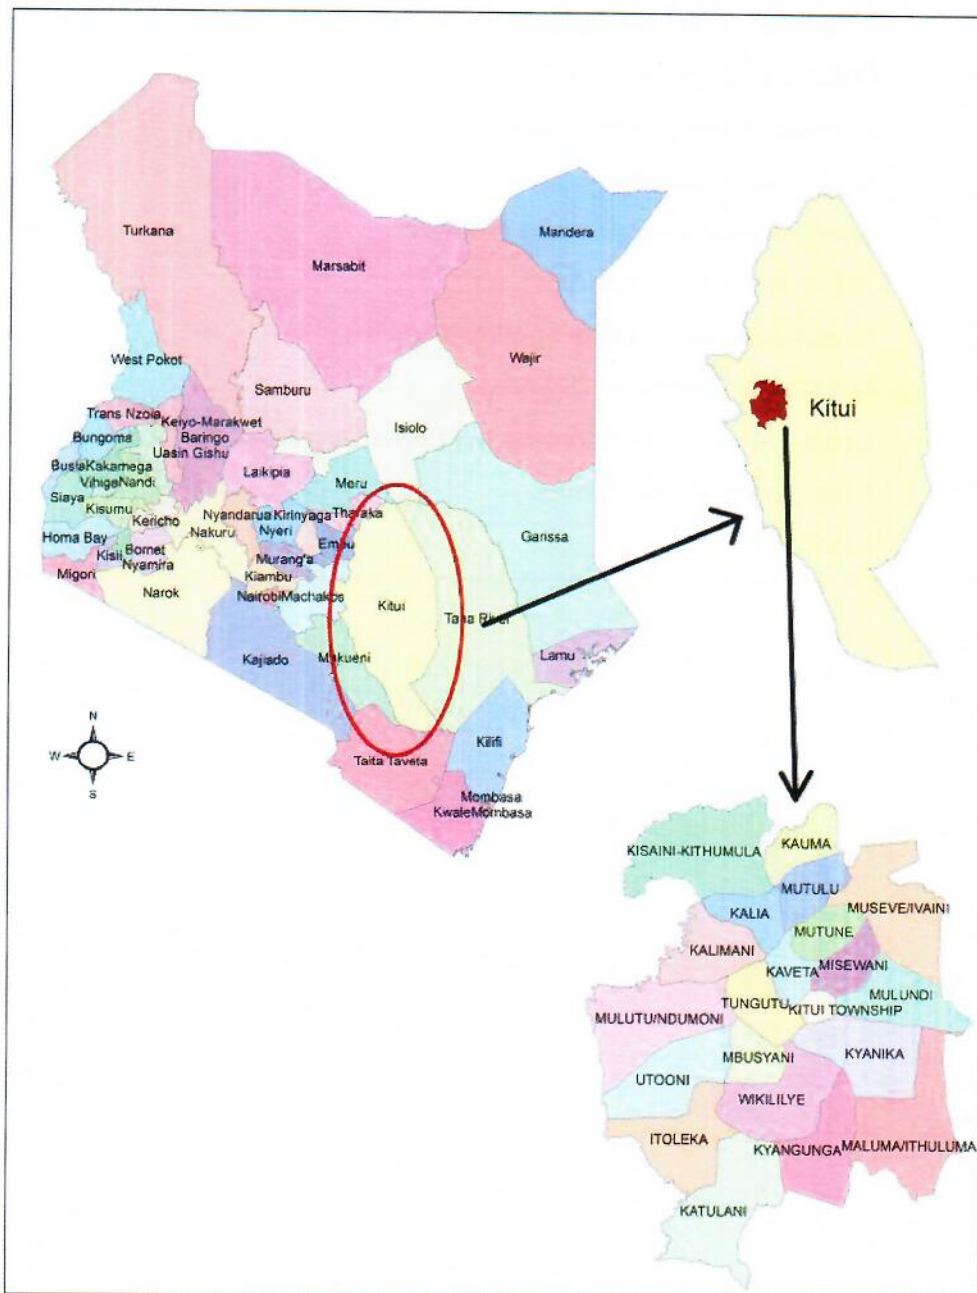 Turkana
Marsabit
Mandera
Wajir
West Pokot
Samburu
Isiolo
Trans Nzoia
Keiyo-Marakwet
Bungoma
Baringo
Uasin Gishu
Busia
Kakamega
Laikipia
Vihiga
Nandi
Meru
Siaya
Kisumu
Kericho
Nyandarua
Kirinyaga
Tharaka
Nakuru
Nyeri
Garissa
Homa Bay
Kisii
Bomet
Nyamira
Embu
Murang'a
Migori
Kiambu
Narok
Nairobi
Machakos
Kitui
Tana River
Kajiado
Makueni
Lamu
Kilifi
Taita Taveta
Mombasa
KwaleMombasa
N
W
E
S
Kitui
KISAINI-KITHUMULA
KAUMA
MUTULU
KALIA
MUSEVE/IVAINI
MUTUNE
KALIMANI
KAVETA
MISEWANI
MULUNDI
TUNGUTU
KITUI TOWNSHIP
MULUTU/NDUMONI
MBUSYANI
KYANIKA
UTOONI
WIKILILYE
ITOLEKA
KYANGUNGA
MALUMA/ITHULUMA
KATULANI